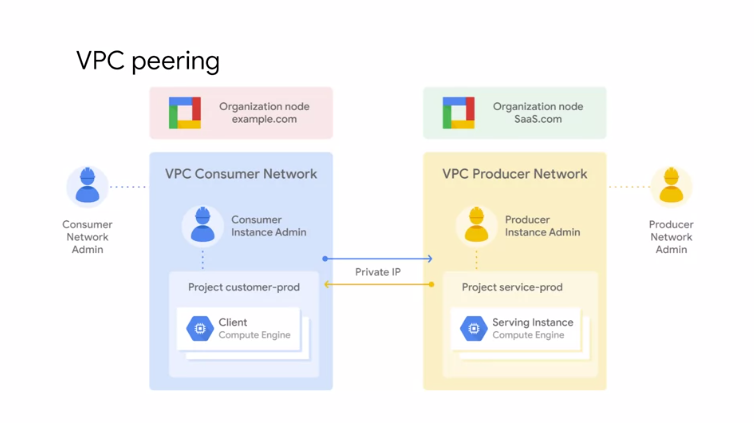 VPC peering
Organization node
example.com
Organization node
SaaS.com
VPC Consumer Network
VPC Producer Network
Consumer
Network
Admin
Consumer
Instance Admin
Producer
Instance Admin
Producer
Network
Admin
Private IP
Project customer-prod
Project service-prod
Client
Compute Engine
Serving Instance
Compute Engine